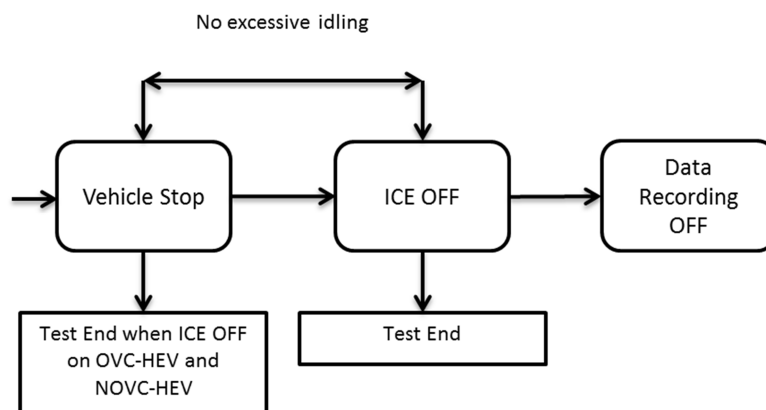 No excessive idling
Vehicle Stop
ICE OFF
Data
Recording
OFF
Test End when ICE OFF
on OVC-HEV and
NOVC-HEV
Test End